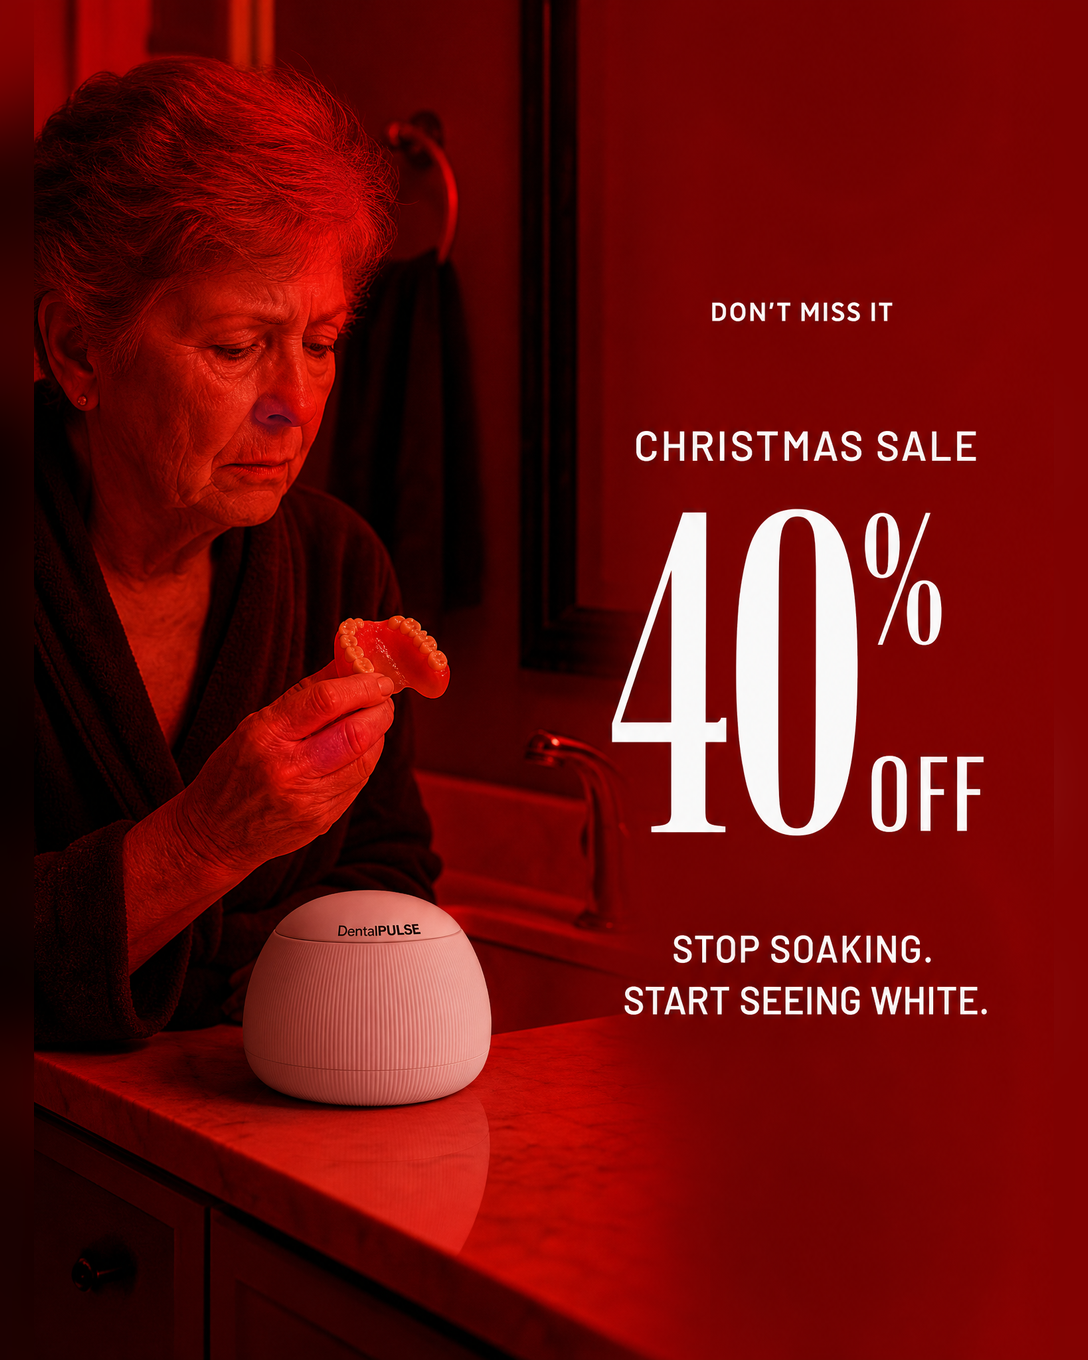 DON'T MISS IT
CHRISTMAS SALE
40%
OFF
STOP SOAKING.
START SEEING WHITE.
DentalPULSE